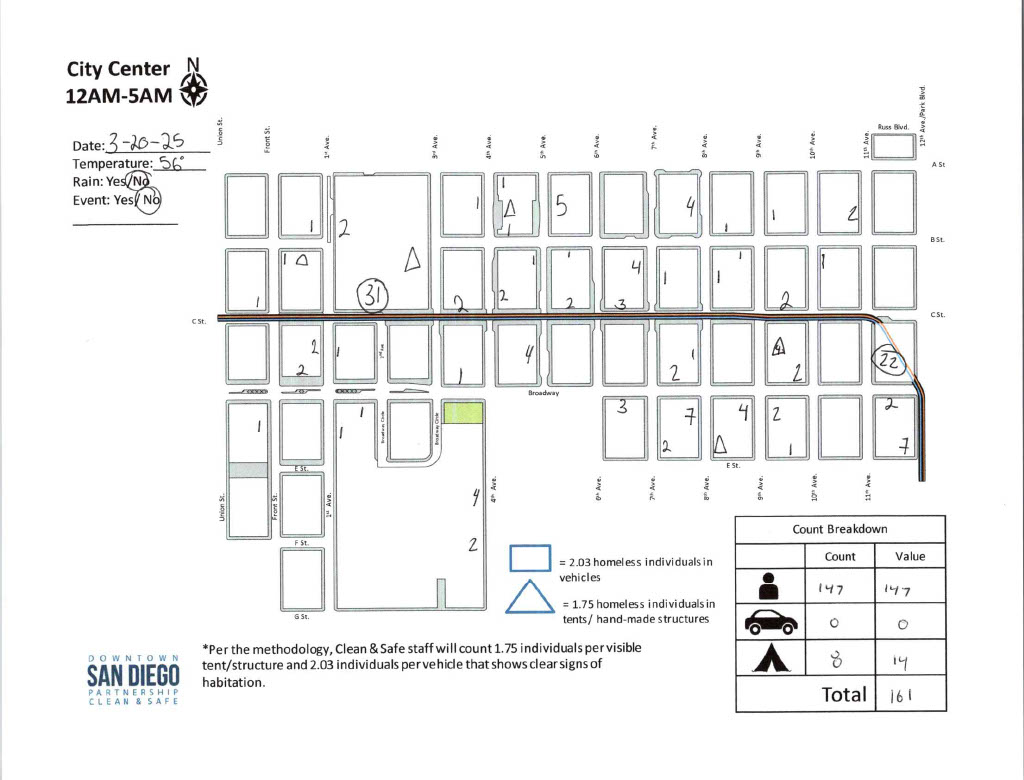 City Center N
12AM-5AM
Date: 3-20-25
Temperature: 56°
Rain: Yes/No
Event: Yes/No
Union St.
Front St.
1st Ave.
3rd Ave.
4th Ave.
5th Ave.
6th Ave.
7th Ave.
8th Ave.
9th Ave.
10th Ave.
11th Ave.
Russ Blvd.
12th Ave./Park Blvd.
A St
1
1 4 1
5
1
2
1
4
1
1
2
B St.
1
1
2
31
1
2
1
2
4
3
1
1
1
2
1
C St.
C St.
2
2
1
2nd Ave
1
4
1
2
4
2
22
Broadway
1
1
1
Broadway Circle
Broadway Circle
3
7
2
4
2
1
2
7
E St.
E St.
Union St.
Front St.
1st Ave.
4th Ave.
6th Ave.
7th Ave.
8th Ave.
9th Ave.
10th Ave.
11th Ave.
4
2
F St.
G St.
= 2.03 homeless individuals in
vehicles
= 1.75 homeless individuals in
tents/ hand-made structures
Count Breakdown
Count Value
147 147
0 0
8 14
Total 161
*Per the methodology, Clean & Safe staff will count 1.75 individuals per visible
tent/structure and 2.03 individuals per vehicle that shows clear signs of
habitation.
DOWNTOWN
SAN DIEGO
PARTNERSHIP
CLEAN & SAFE